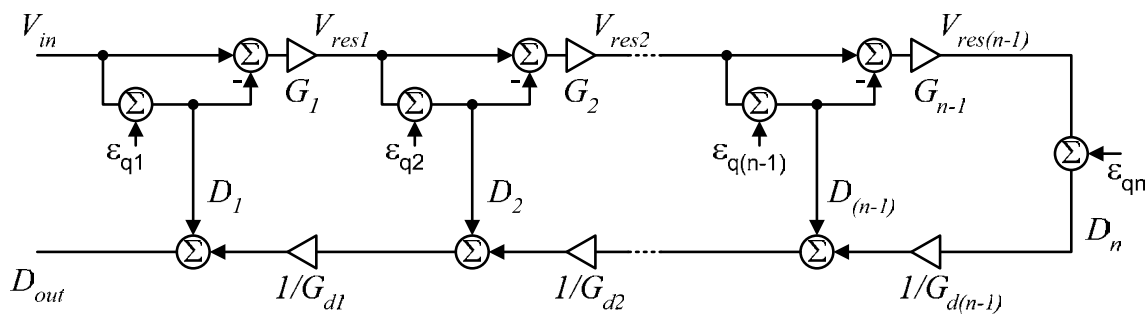 V_in V_res1 V_res2 V_res(n-1)
Σ Σ Σ
- - -
G_1 G_2 G_n-1
Σ Σ Σ
ε_q1 ε_q2 ε_q(n-1) Σ ε_qn
D_1 D_2 D_(n-1) D_n
Σ Σ Σ
D_out 1/G_d1 1/G_d2 1/G_d(n-1)